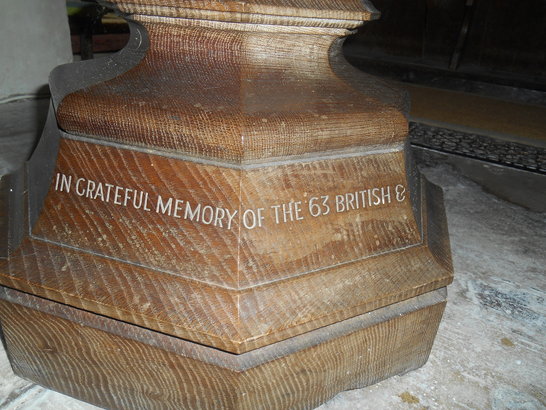 IN GRATEFUL MEMORY OF THE 63 BRITISH &